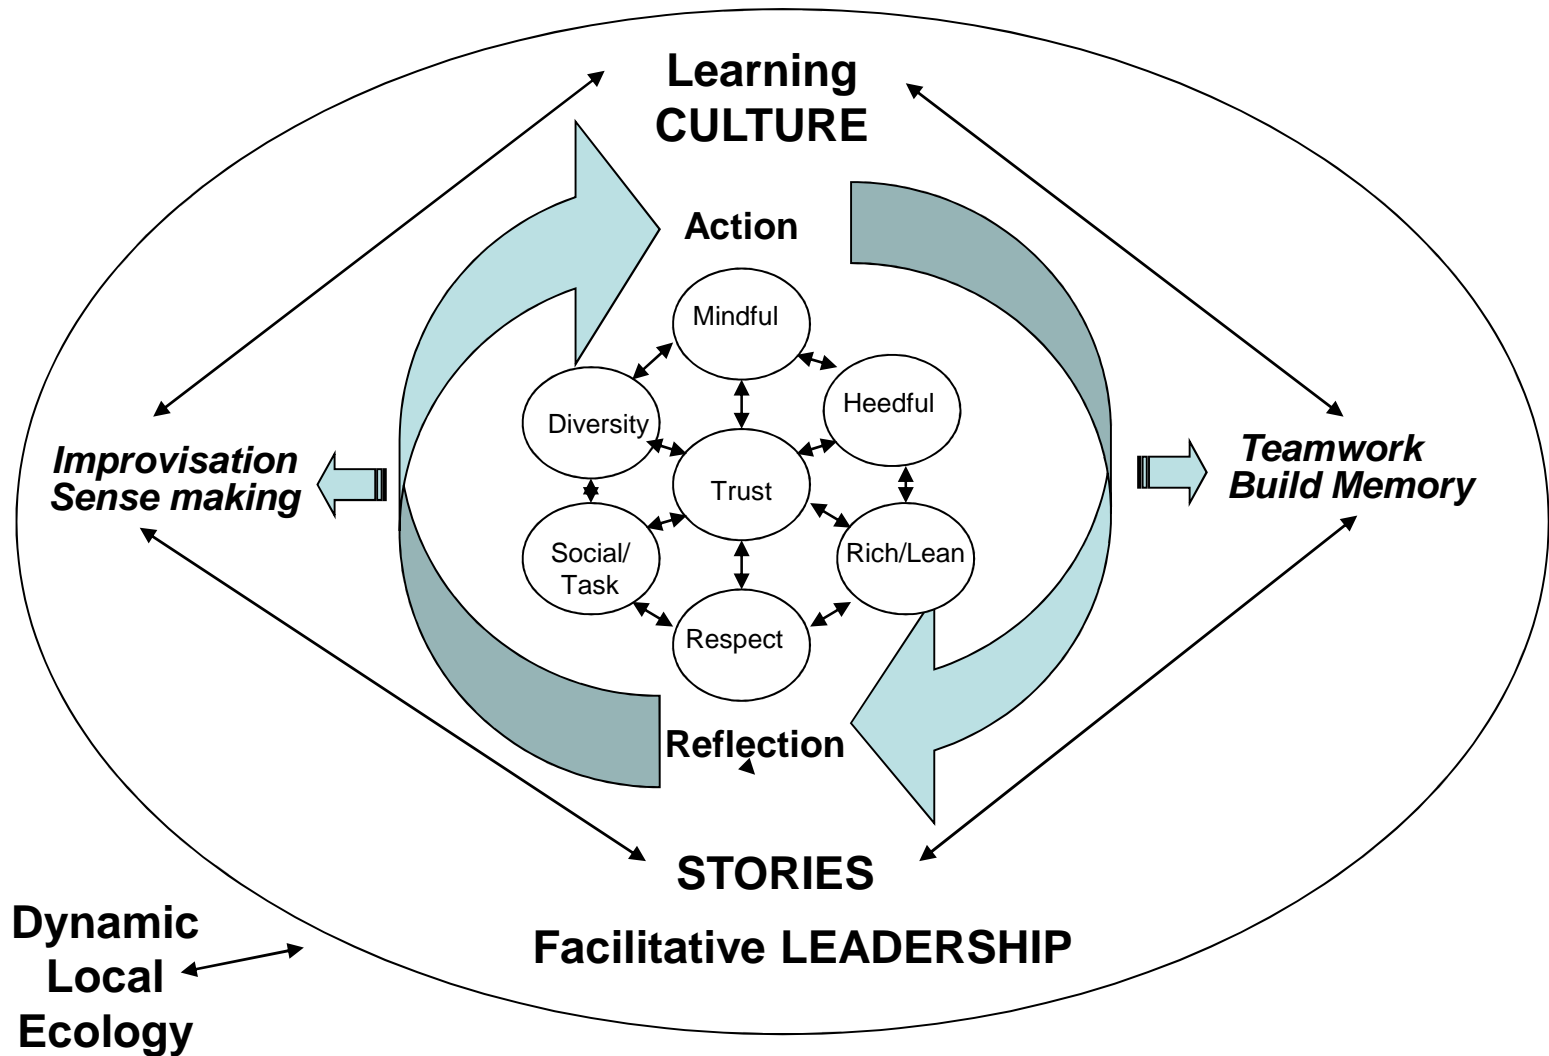 Learning
CULTURE
Action
Mindful
Heedful
Diversity
Trust
Improvisation
Sense making
Teamwork
Build Memory
Social/
Task
Rich/Lean
Respect
Reflection
STORIES
Facilitative LEADERSHIP
Dynamic
Local
Ecology